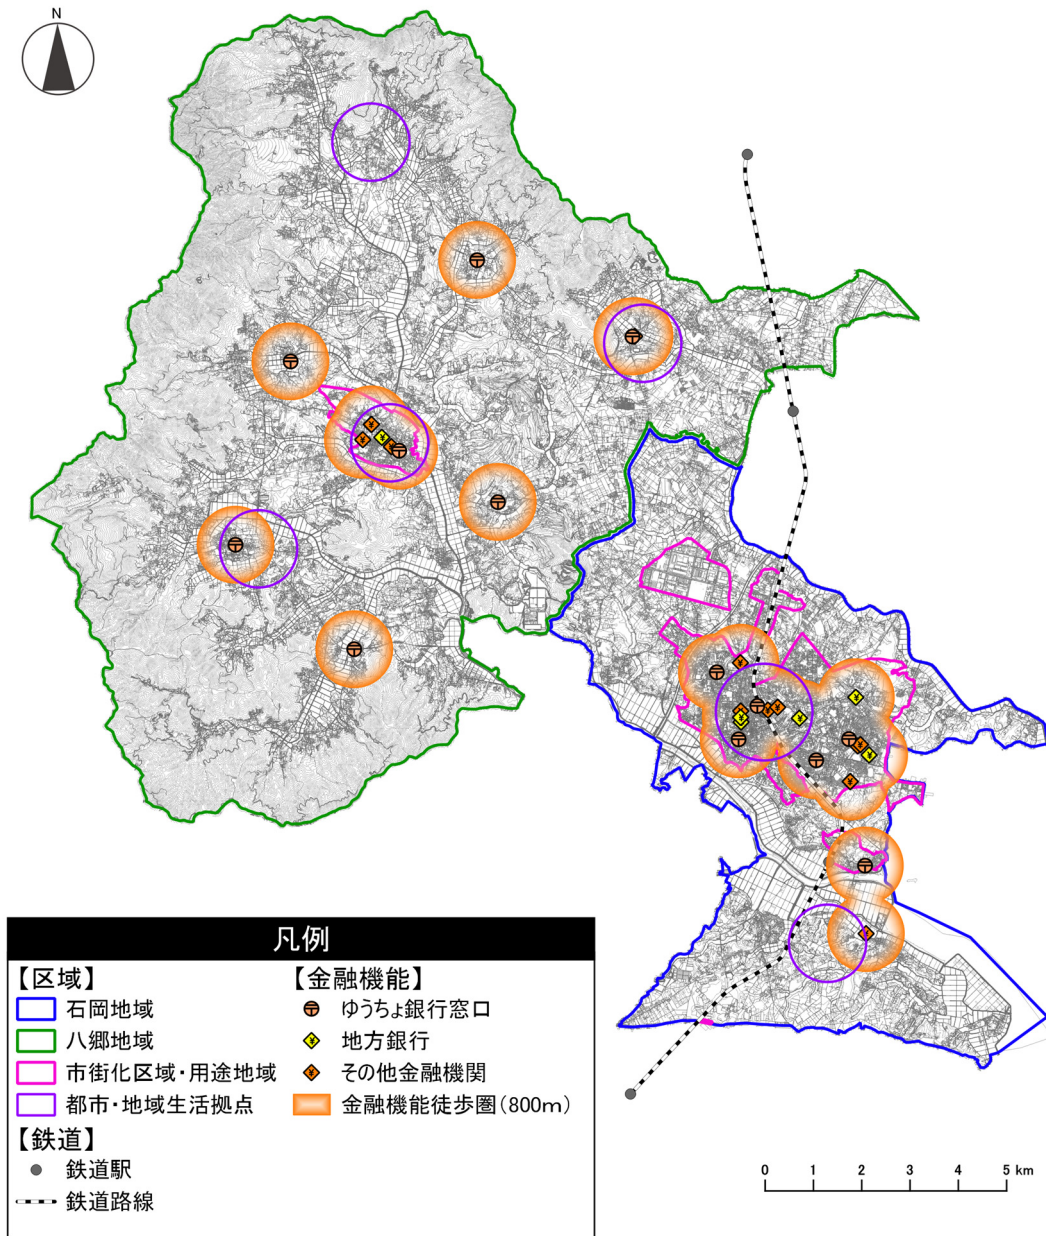 N
凡例
【区域】
石岡地域
八郷地域
市街化区域・用途地域
都市・地域生活拠点
【鉄道】
鉄道駅
鉄道路線
【金融機能】
ゆうちょ銀行窓口
地方銀行
その他金融機関
金融機能徒歩圏(800m)
0 1 2 3 4 5 km